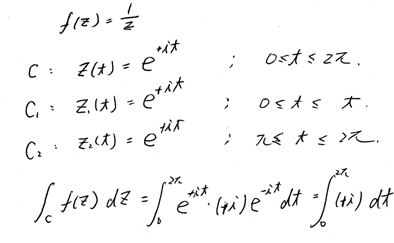 f(z) = 1/z
C : z(t) = e^{+it} ; 0 ≤ t ≤ 2π.
C₁ : z₁(t) = e^{+it} ; 0 ≤ t ≤ π.
C₂ : z₂(t) = e^{+it} ; π ≤ t ≤ 2π.
∫_C f(z) dz = ∫_0^{2π} e^{+it} · (+i) e^{-it} dt = ∫_0^{2π} (+i) dt